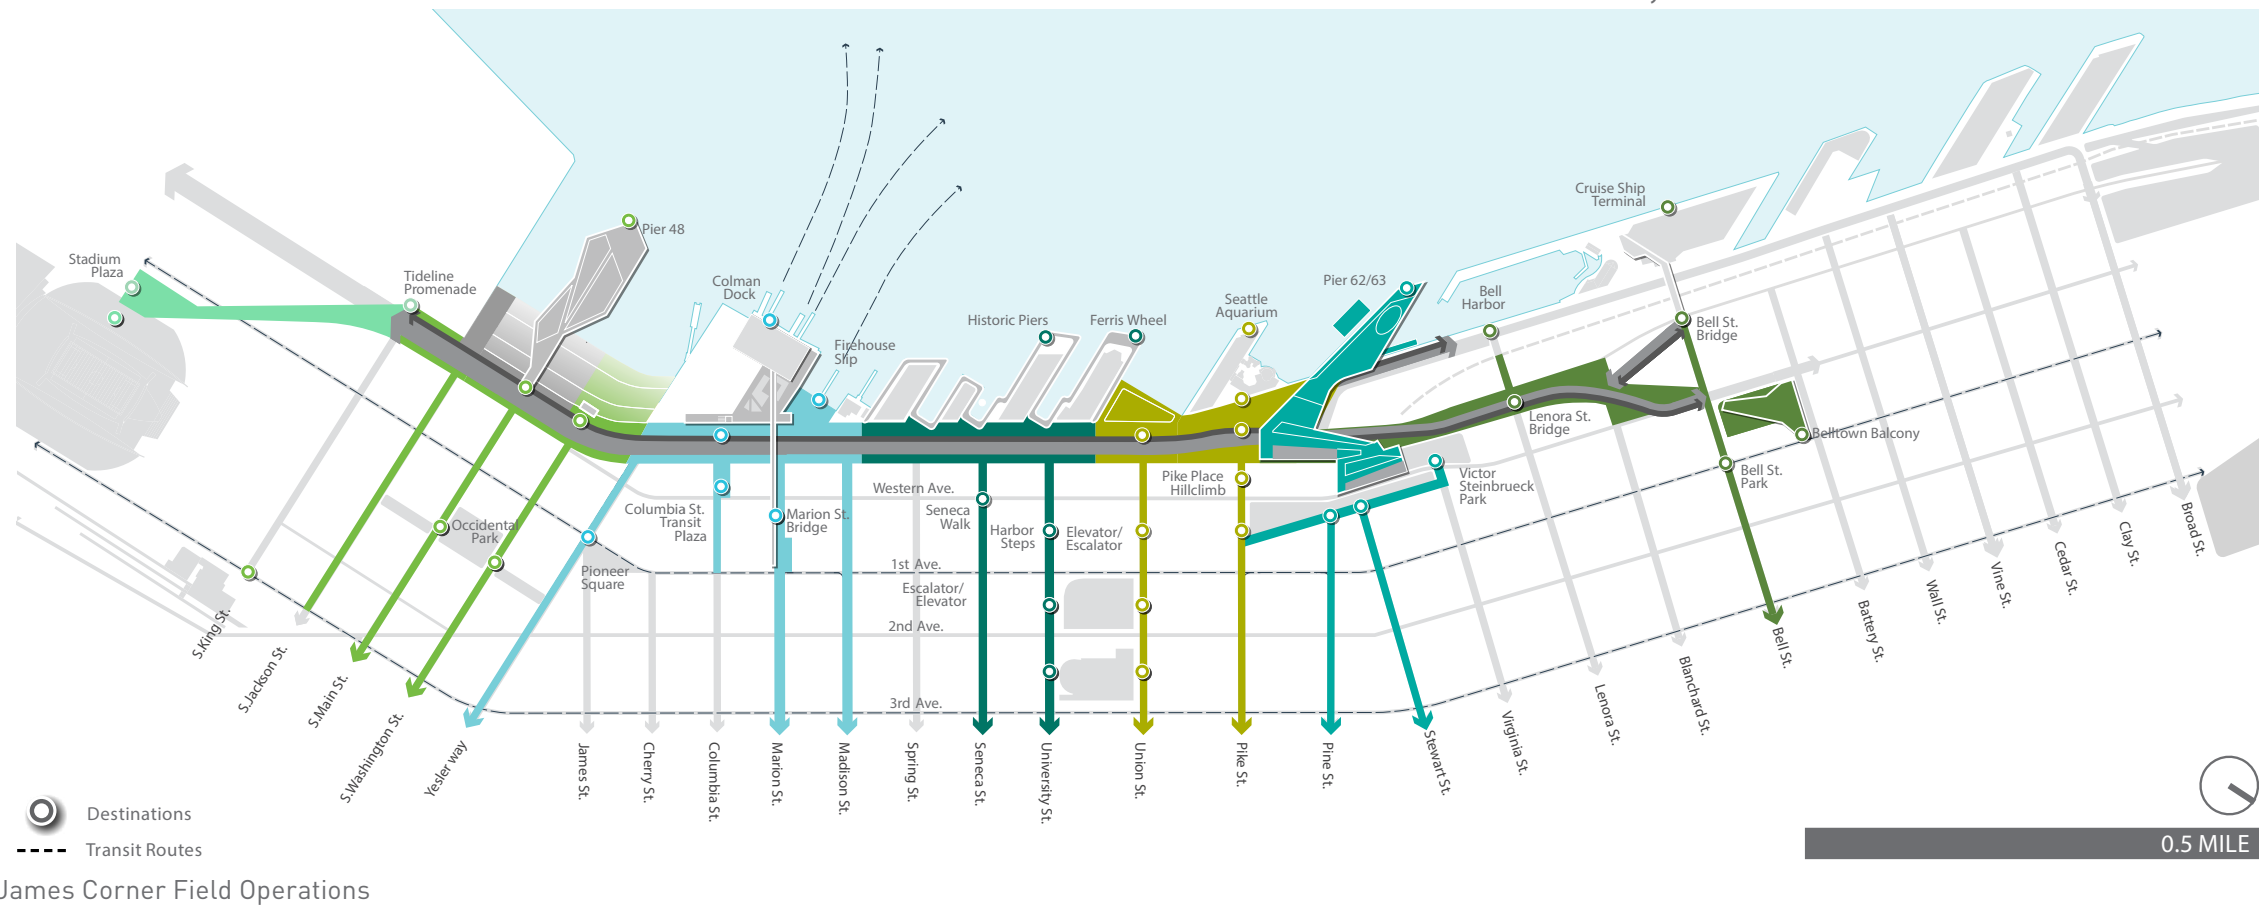 Cruise Ship
Terminal
Pier 48
Stadium
Plaza
Tideline
Promenade
Colman
Dock
Pier 62/63
Bell
Harbor
Seattle
Aquarium
Historic Piers
Ferris Wheel
Bell St.
Bridge
Firehouse
Slip
Lenora St.
Bridge
Belltown Balcony
Pike Place
Hillclimb
Victor
Steinbrueck
Park
Bell St.
Park
Western Ave.
Columbia St.
Transit
Plaza
Marion St.
Bridge
Seneca
Walk
Harbor
Steps
Elevator/
Escalator
Occidental
Park
Pioneer
Square
1st Ave.
Escalator/
Elevator
2nd Ave.
3rd Ave.
S.King St.
S.Jackson St.
S.Main St.
S.Washington St.
Yesler way
James St.
Cherry St.
Columbia St.
Marion St.
Madison St.
Spring St.
Seneca St.
University St.
Union St.
Pike St.
Pine St.
Stewart St.
Virginia St.
Lenora St.
Blanchard St.
Bell St.
Battery St.
Wall St.
Vine St.
Cedar St.
Clay St.
Broad St.
Destinations
Transit Routes
0.5 MILE
James Corner Field Operations